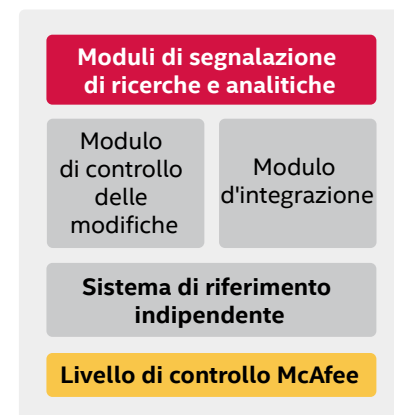 Moduli di segnalazione
di ricerche e analitiche
Modulo
di controllo
delle
modifiche
Modulo
d'integrazione
Sistema di riferimento
indipendente
Livello di controllo McAfee